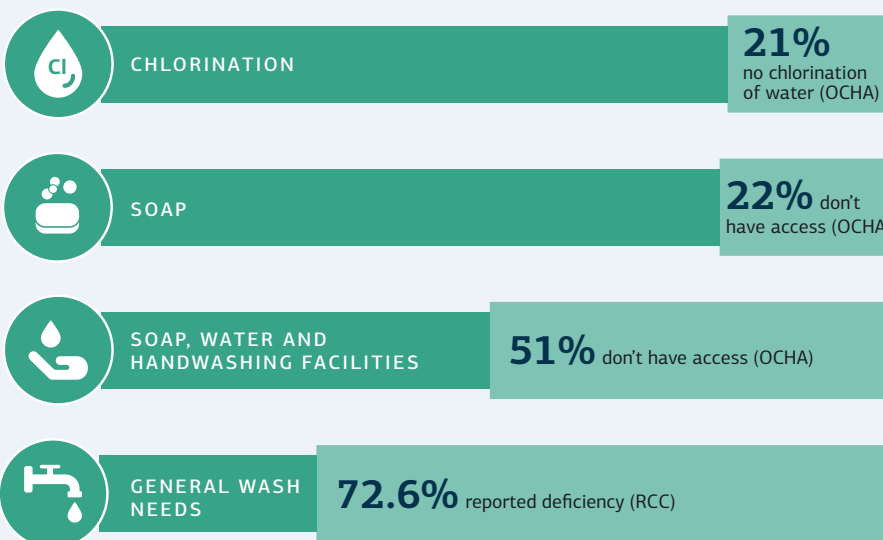 Cl
CHLORINATION
21%
no chlorination
of water (OCHA)
SOAP
22% don't
have access (OCHA
SOAP, WATER AND
HANDWASHING FACILITIES
51% don't have access (OCHA)
GENERAL WASH
NEEDS
72.6% reported deficiency (RCC)